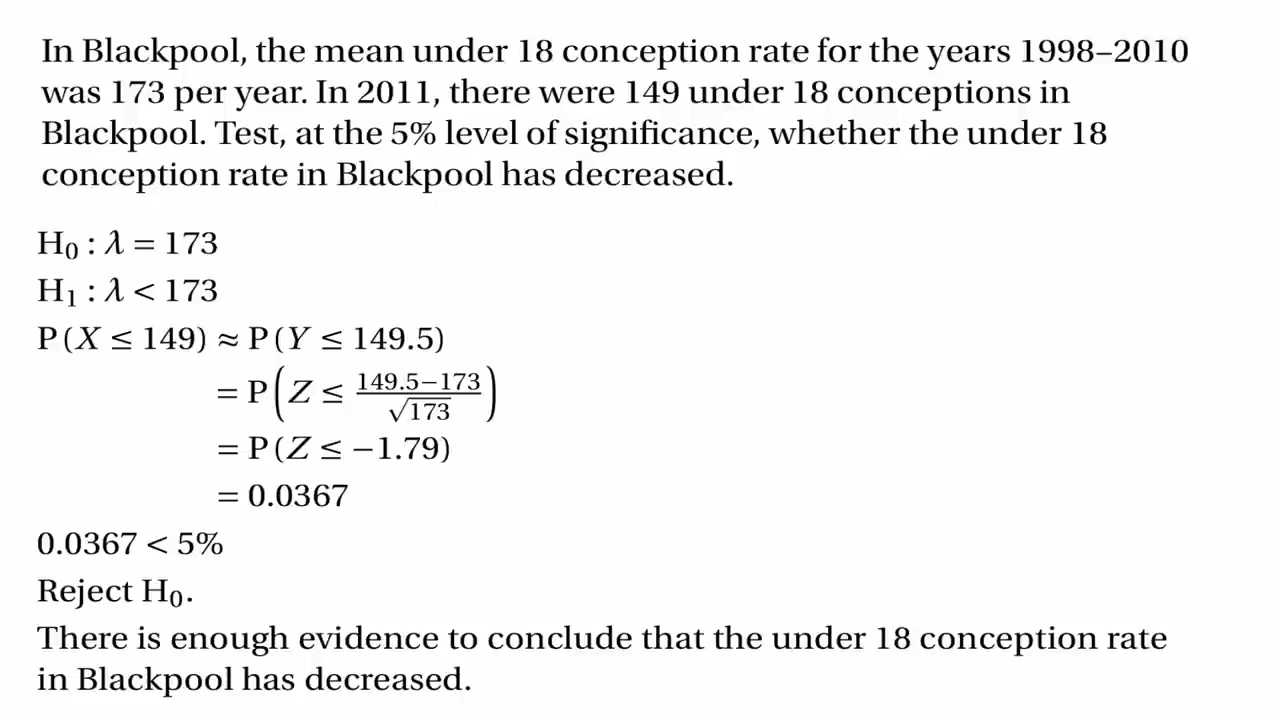 In Blackpool, the mean under 18 conception rate for the years 1998–2010
was 173 per year. In 2011, there were 149 under 18 conceptions in
Blackpool. Test, at the 5% level of significance, whether the under 18
conception rate in Blackpool has decreased.
H₀ : λ = 173
H₁ : λ < 173
P(X ≤ 149) ≈ P(Y ≤ 149.5)
= P(Z ≤ (149.5−173)/√173)
= P(Z ≤ −1.79)
= 0.0367
0.0367 < 5%
Reject H₀.
There is enough evidence to conclude that the under 18 conception rate
in Blackpool has decreased.